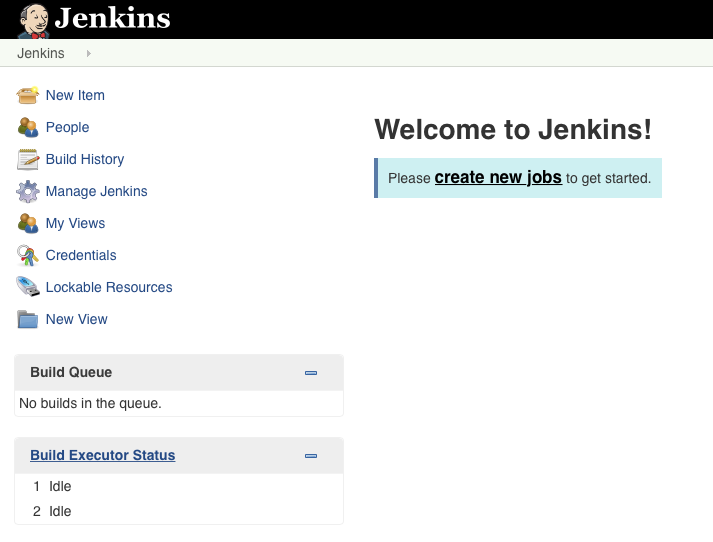 Jenkins
Jenkins
New Item
People
Build History
Manage Jenkins
My Views
Credentials
Lockable Resources
New View
Welcome to Jenkins!
Please create new jobs to get started.
Build Queue
No builds in the queue.
Build Executor Status
1 Idle
2 Idle